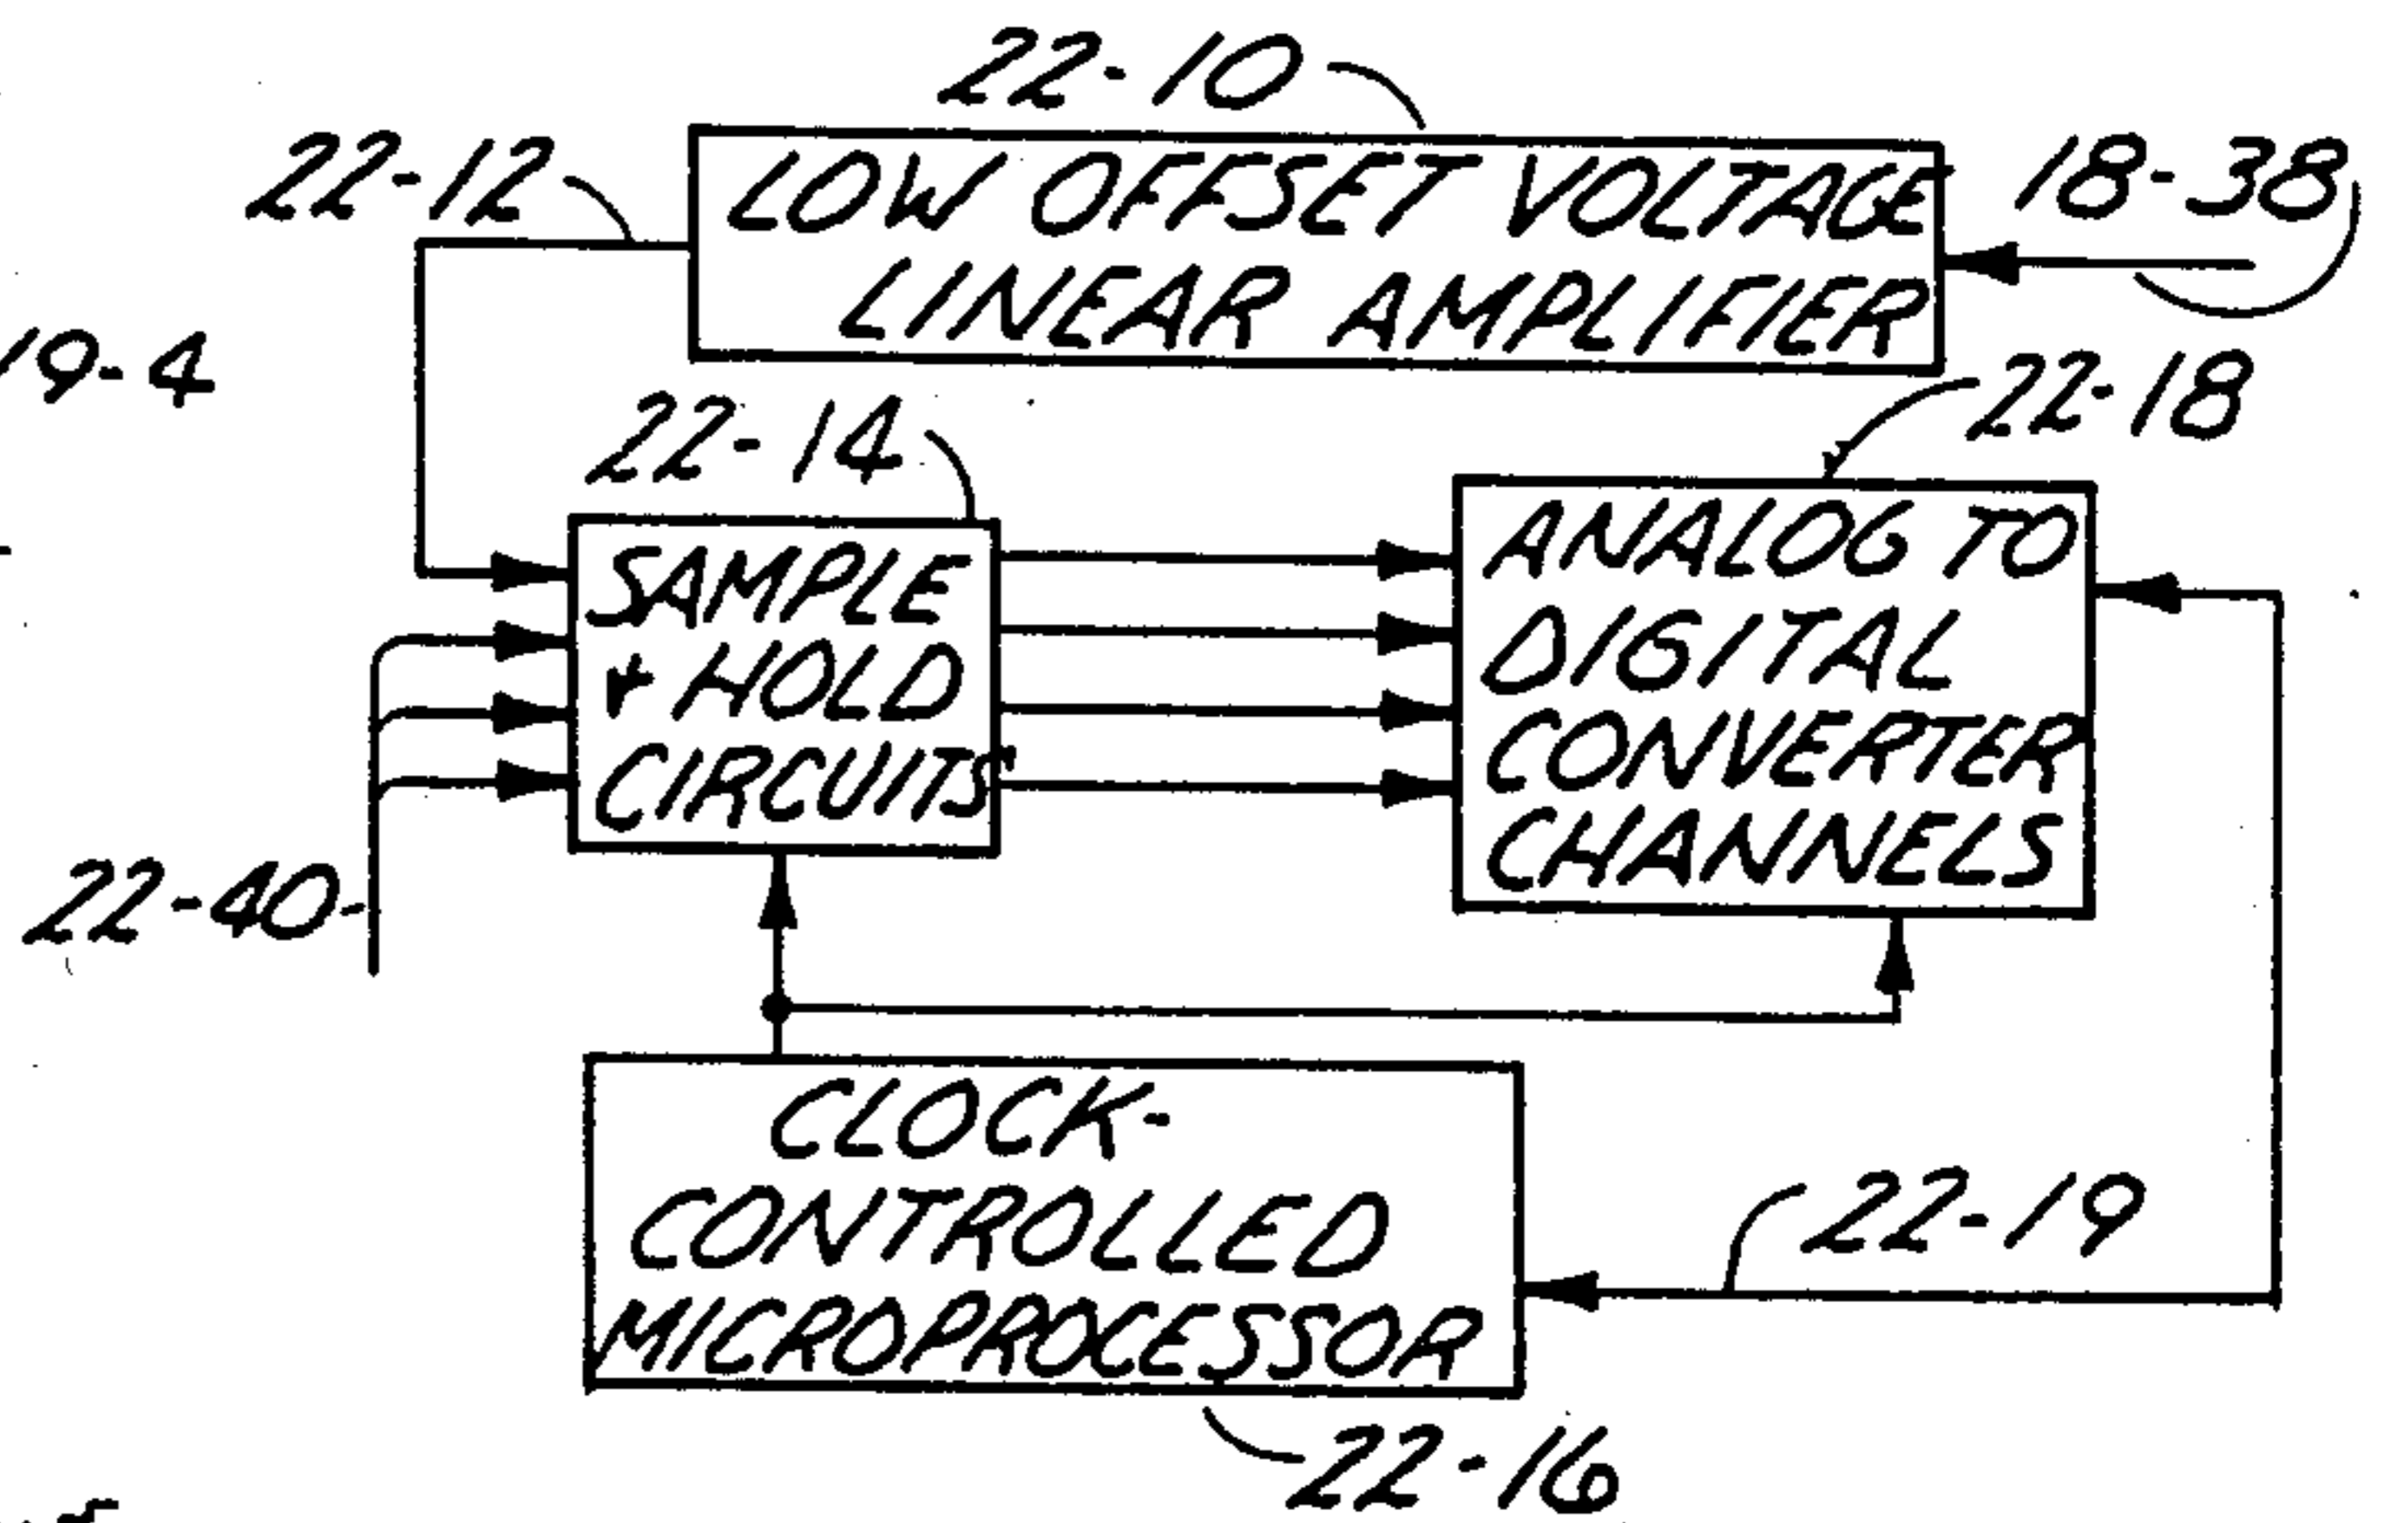 22-10
22-12
18-38
LOW OFFSET VOLTAGE
LINEAR AMPLIFIER
19-4
22-18
22-14
ANALOG TO
DIGITAL
CONVERTER
CHANNELS
SAMPLE
+ HOLD
CIRCUITS
22-40
CLOCK-
CONTROLLED
MICROPROCESSOR
22-19
22-16